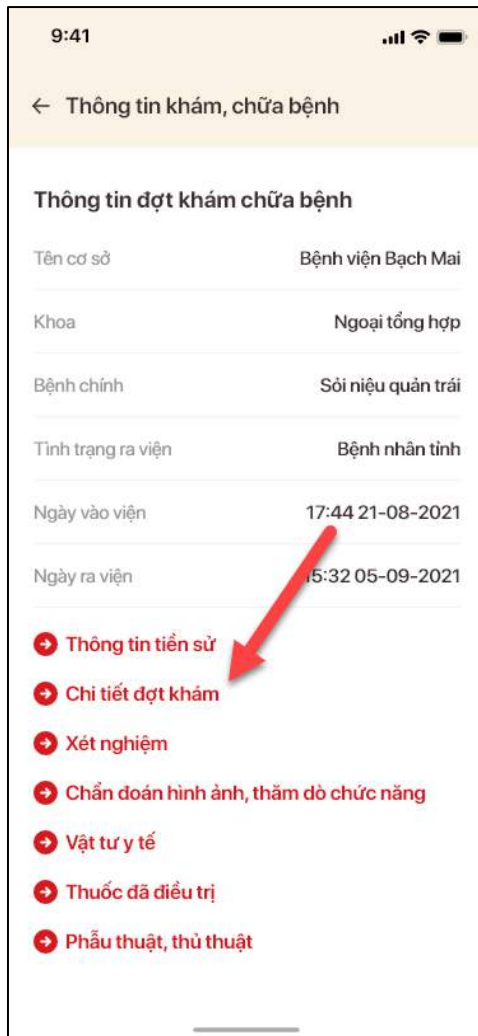 9:41
Thông tin khám, chữa bệnh
Thông tin đợt khám chữa bệnh
Tên cơ sở Bệnh viện Bạch Mai
Khoa Ngoại tổng hợp
Bệnh chính Sỏi niệu quản trái
Tình trạng ra viện Bệnh nhân tỉnh
Ngày vào viện 17:44 21-08-2021
Ngày ra viện 15:32 05-09-2021
Thông tin tiền sử
Chi tiết đợt khám
Xét nghiệm
Chẩn đoán hình ảnh, thăm dò chức năng
Vật tư y tế
Thuốc đã điều trị
Phẫu thuật, thủ thuật